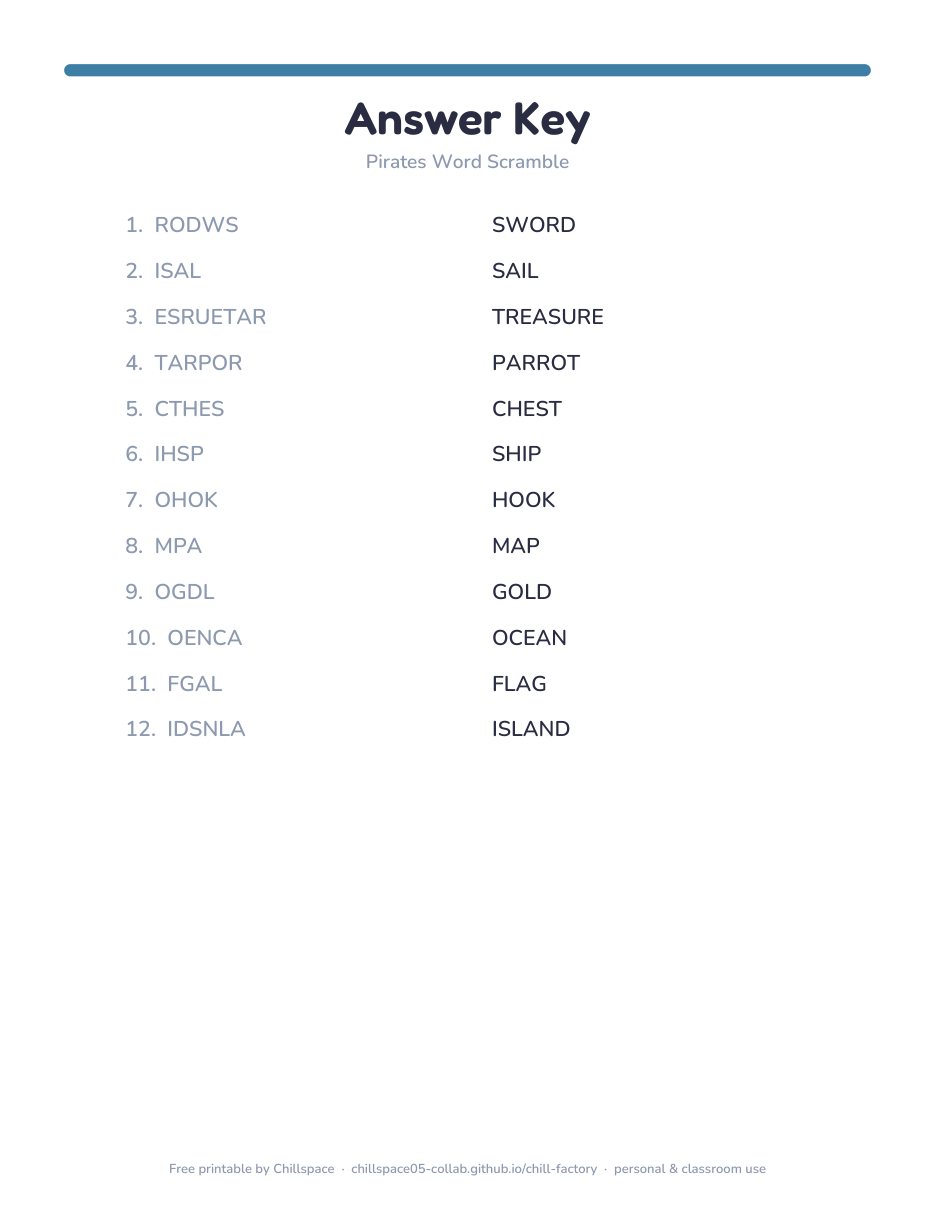 Answer Key
Pirates Word Scramble
1. RODWS SWORD
2. ISAL SAIL
3. ESRUETAR TREASURE
4. TARPOR PARROT
5. CTHES CHEST
6. IHSP SHIP
7. OHOK HOOK
8. MPA MAP
9. OGDL GOLD
10. OENCA OCEAN
11. FGAL FLAG
12. IDSNLA ISLAND
Free printable by Chillspace · chillspace05-collab.github.io/chill-factory · personal & classroom use